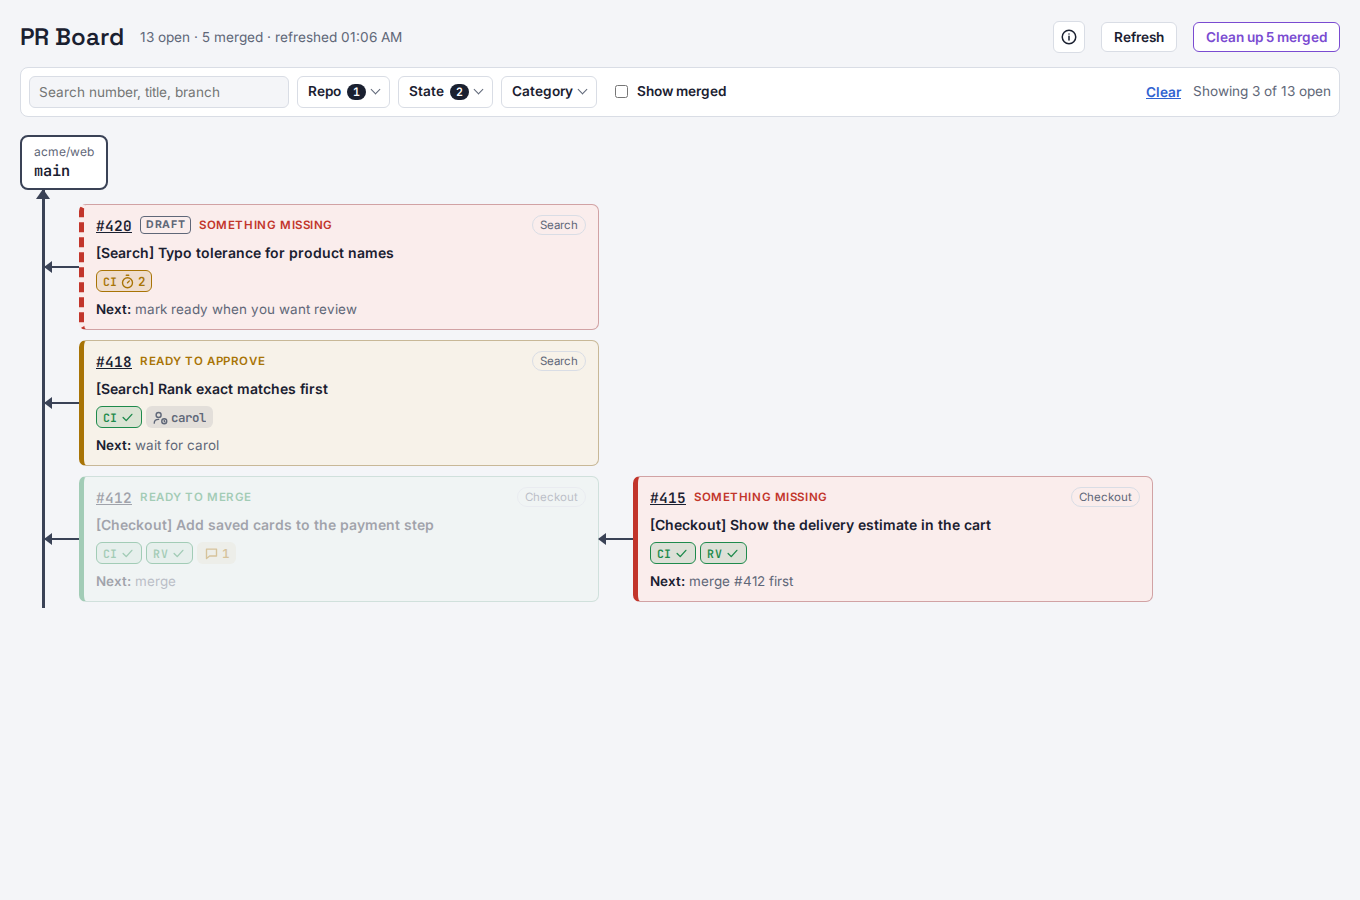 PR Board 13 open · 5 merged · refreshed 01:06 AM Refresh Clean up 5 merged
Search number, title, branch Repo 1 State 2 Category Show merged Clear Showing 3 of 13 open
acme/web
main
#420 DRAFT SOMETHING MISSING Search
[Search] Typo tolerance for product names
CI 2
Next: mark ready when you want review
#418 READY TO APPROVE Search
[Search] Rank exact matches first
CI carol
Next: wait for carol
#412 READY TO MERGE Checkout
[Checkout] Add saved cards to the payment step
CI RV 1
Next: merge
#415 SOMETHING MISSING Checkout
[Checkout] Show the delivery estimate in the cart
CI RV
Next: merge #412 first